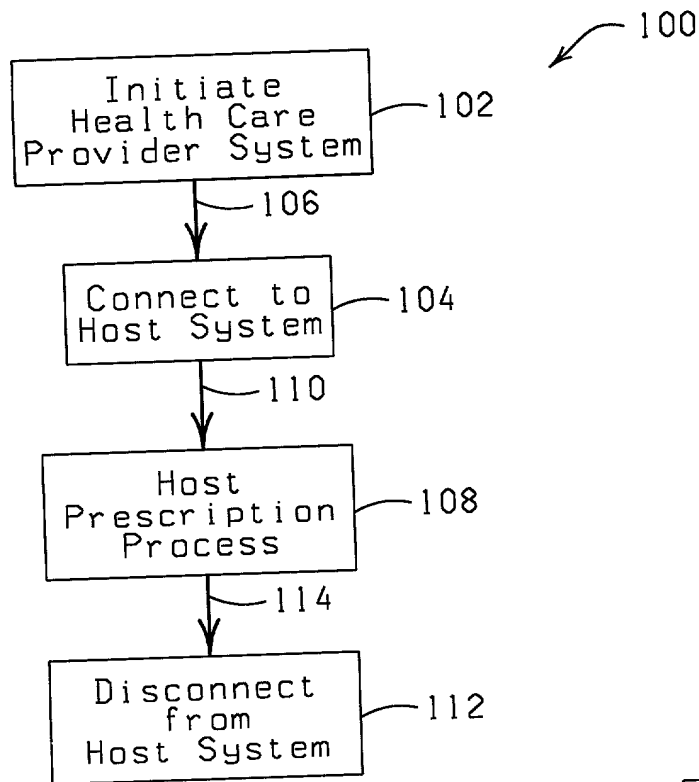 100
Initiate
Health Care
Provider System
102
106
Connect to
Host System
104
110
Host
Prescription
Process
108
114
Disconnect
from
Host System
112